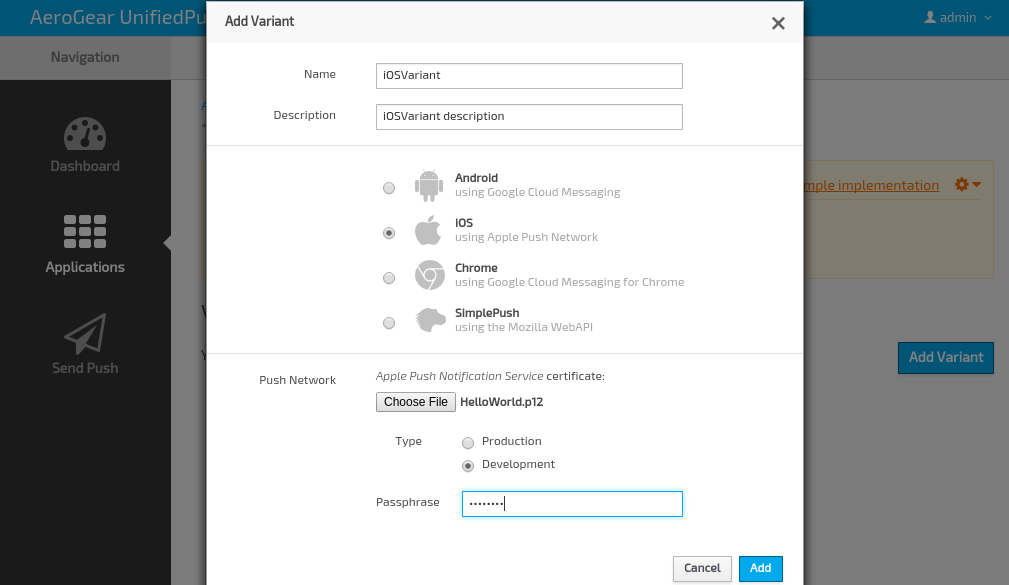 AeroGear UnifiedPu
admin
Navigation
Dashboard
Applications
Send Push
mple implementation
Add Variant
Add Variant
Name
iOSVariant
Description
iOSVariant description
Android
using Google Cloud Messaging
iOS
using Apple Push Network
Chrome
using Google Cloud Messaging for Chrome
SimplePush
using the Mozilla WebAPI
Push Network
Apple Push Notification Service certificate:
Choose File HelloWorld.p12
Type
Production
Development
Passphrase
••••••••
Cancel
Add